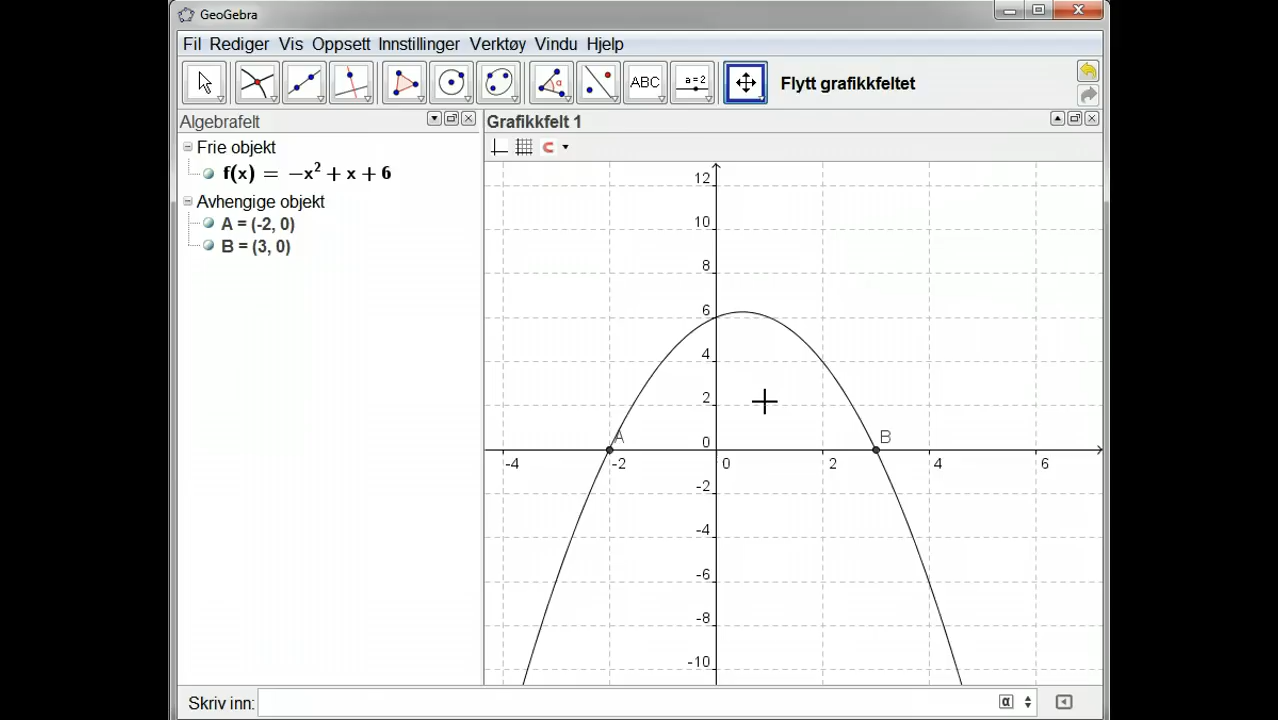 GeoGebra
Fil Rediger Vis Oppsett Innstillinger Verktøy Vindu Hjelp
ABC a=2 Flytt grafikkfeltet
Algebrafelt
Frie objekt
f(x) = −x² + x + 6
Avhengige objekt
A = (-2, 0)
B = (3, 0)
Grafikkfelt 1
12
10
8
6
4
2
0
A B
-4 -2 0 2 4 6
-2
-4
-6
-8
-10
Skriv inn: α